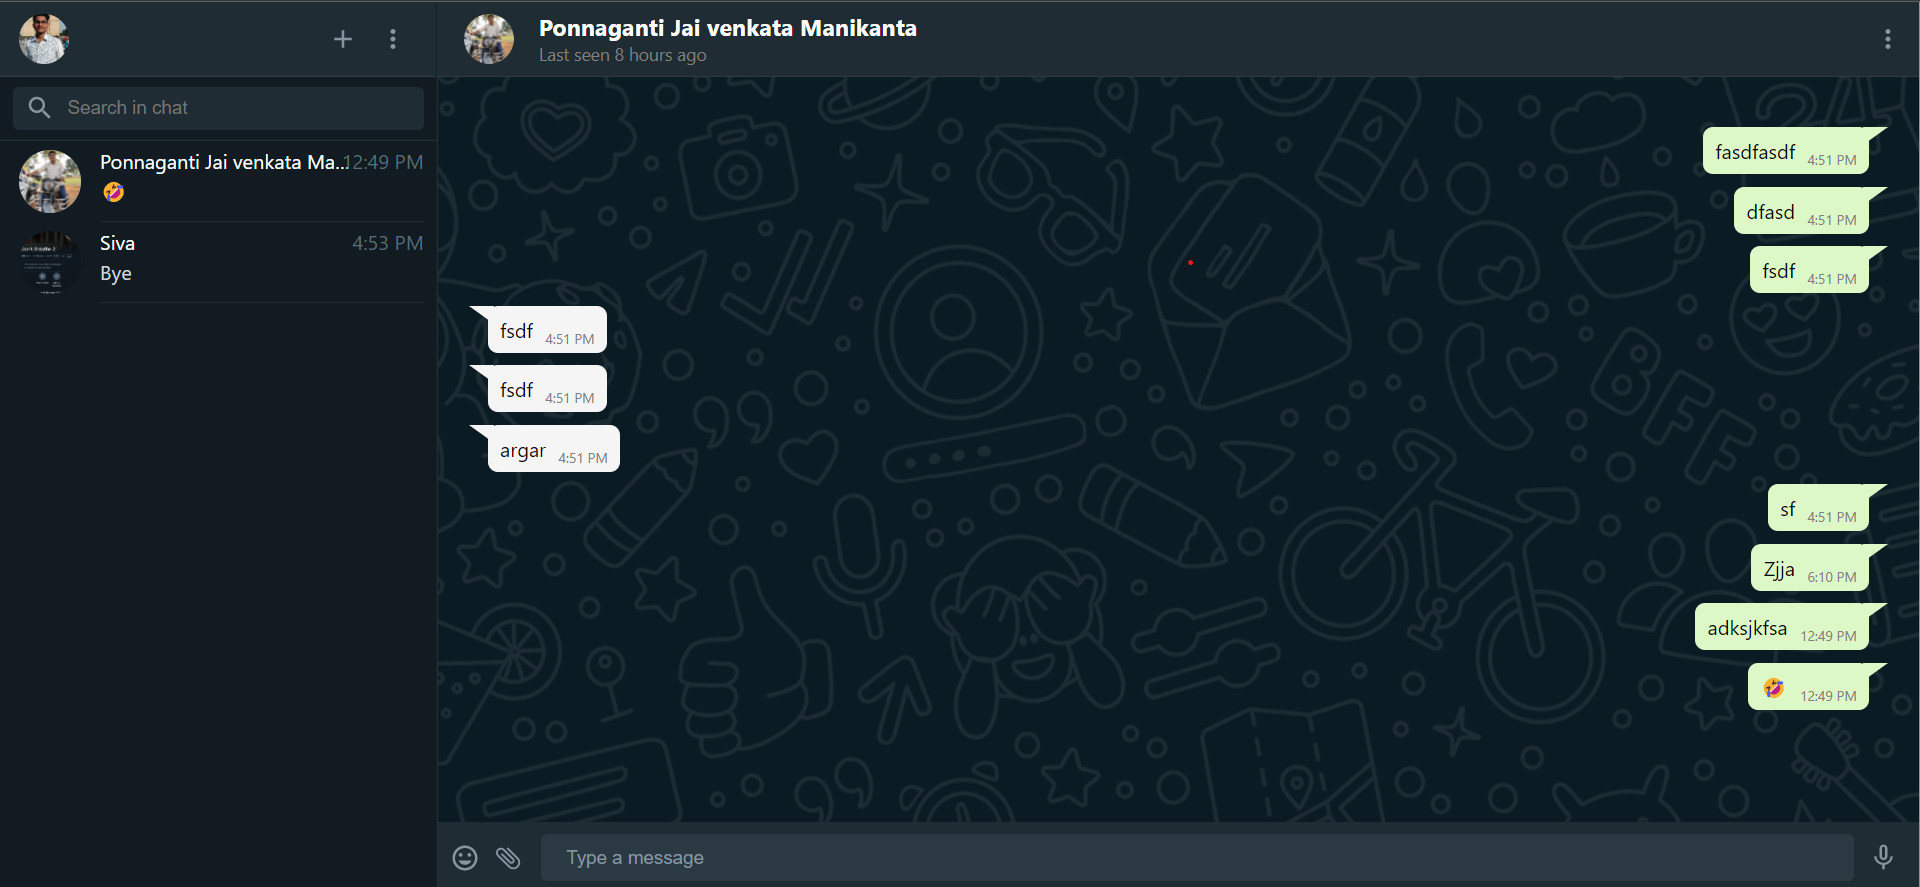 Ponnaganti Jai venkata Manikanta
Last seen 8 hours ago
Search in chat
Ponnaganti Jai venkata Ma... 12:49 PM
🤣
Siva 4:53 PM
Bye
fasdfasdf 4:51 PM
dfasd 4:51 PM
fsdf 4:51 PM
fsdf 4:51 PM
fsdf 4:51 PM
argar 4:51 PM
sf 4:51 PM
Zjja 6:10 PM
adksjkfsa 12:49 PM
🤣 12:49 PM
Type a message